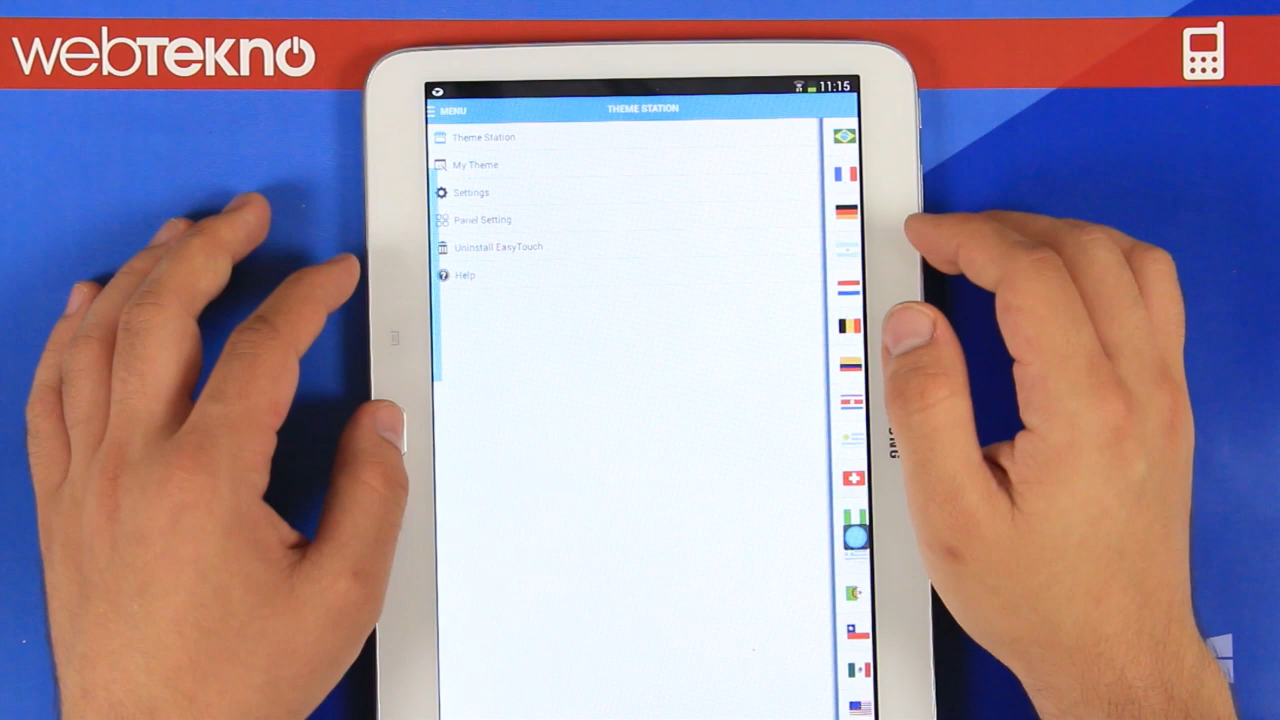 webTEKNO
11:15
MENU
THEME STATION
Theme Station
My Theme
Settings
Panel Setting
Uninstall EasyTouch
Help